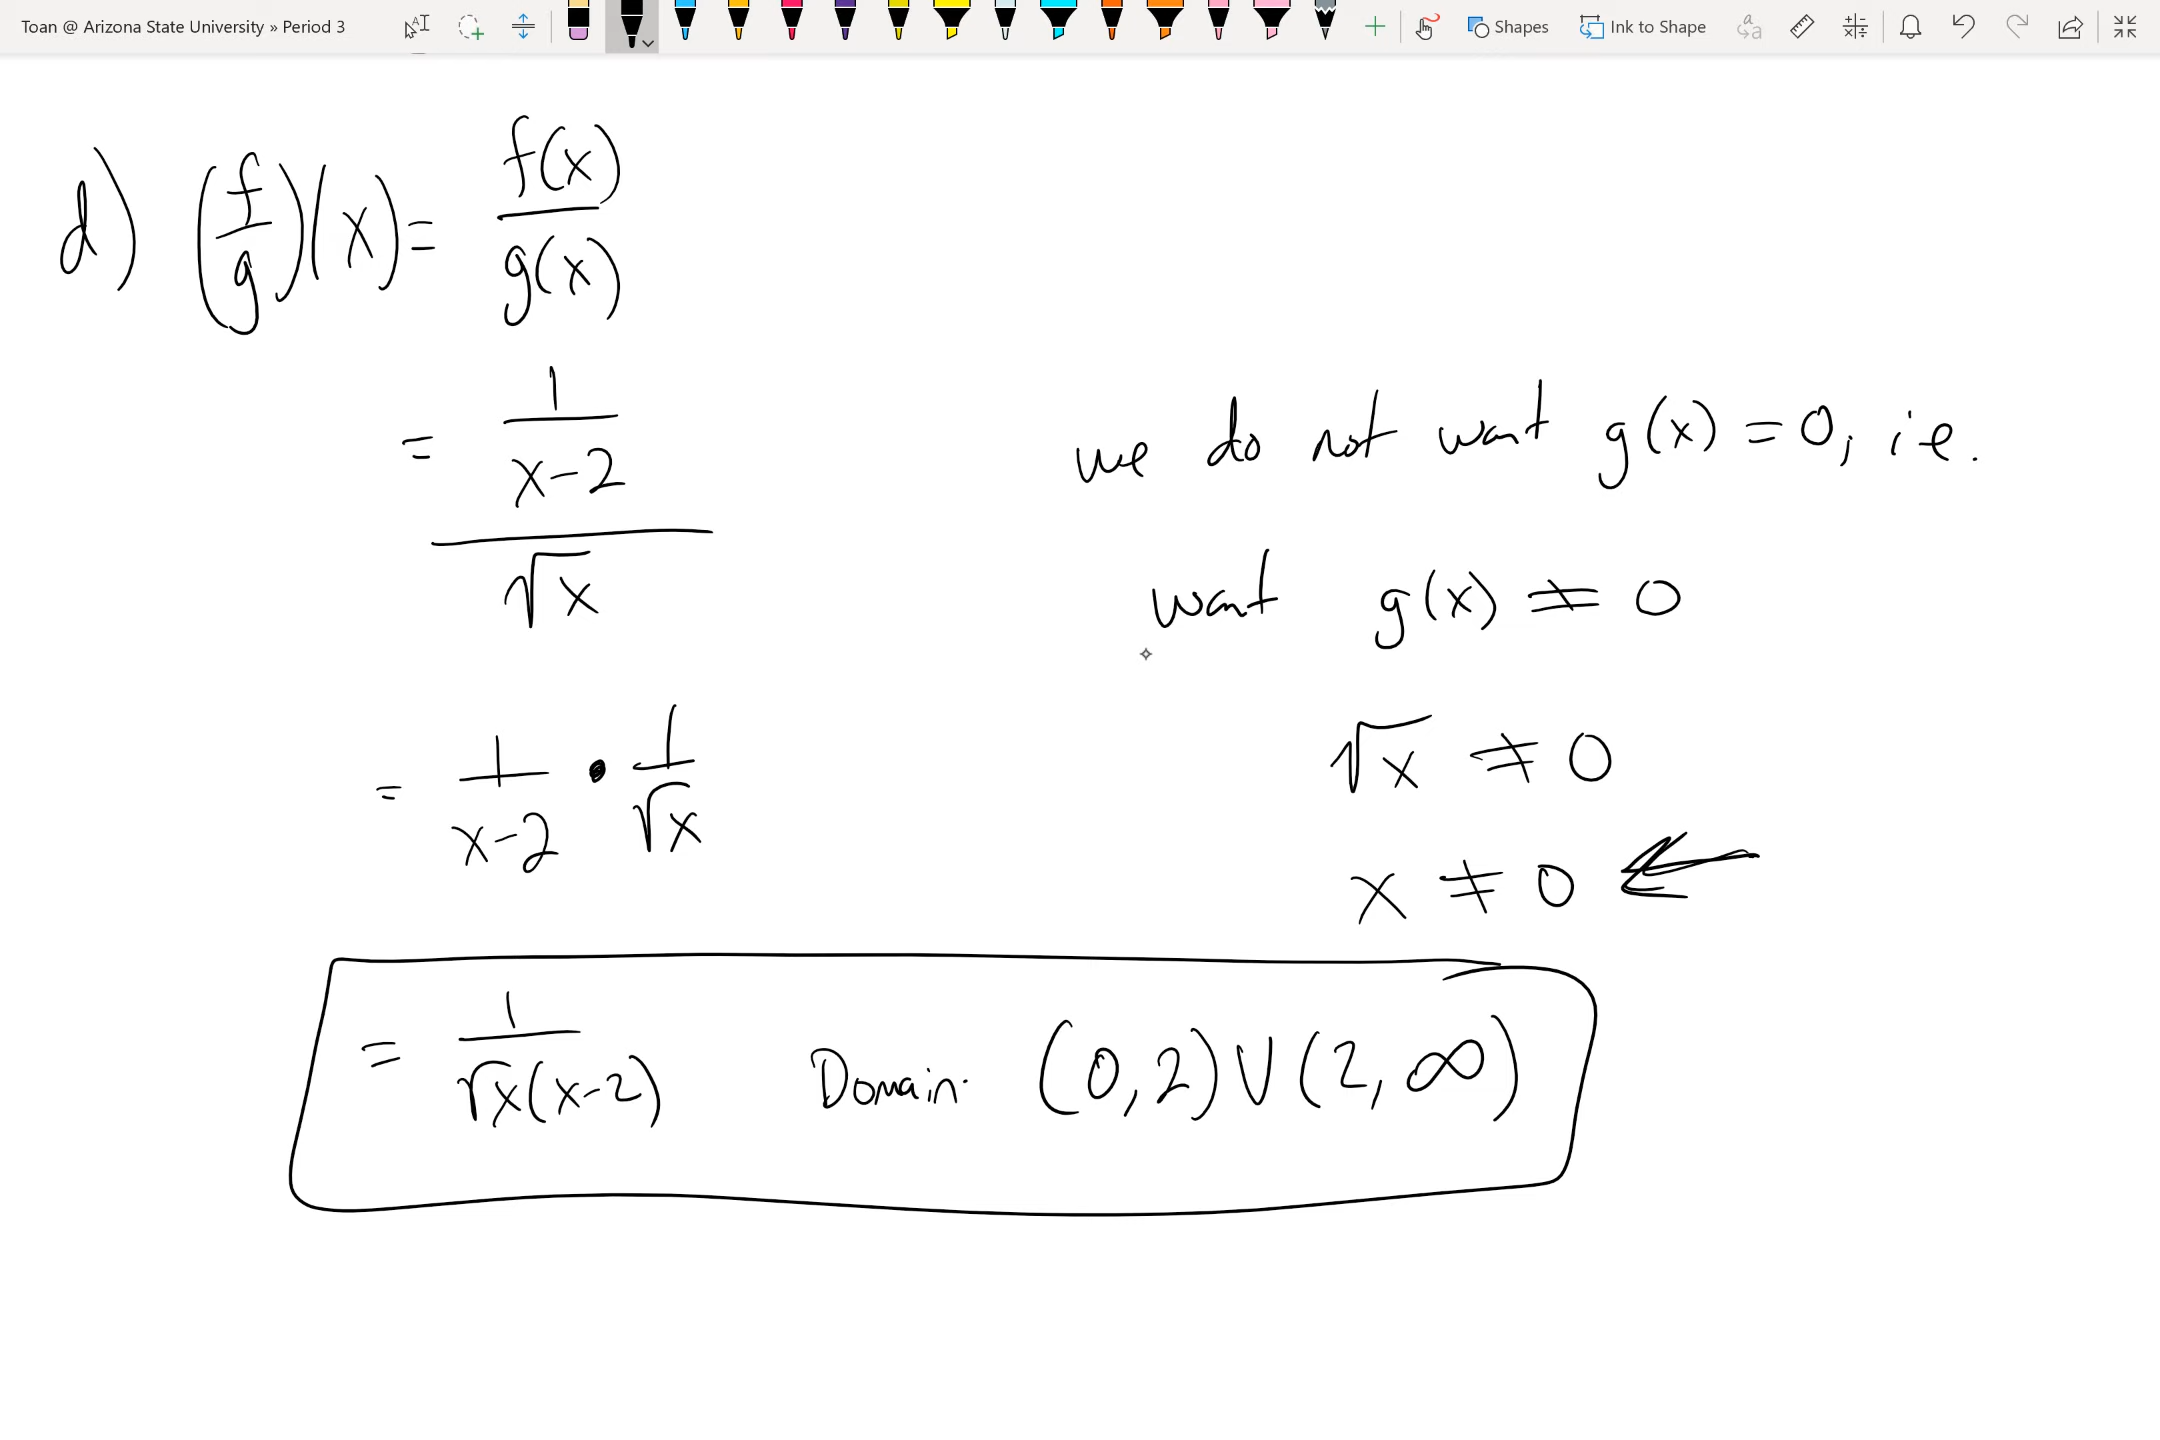 Toan @ Arizona State University » Period 3 Shapes Ink to Shape
d) (f/g)(x) = f(x)/g(x)
= (1/(x-2))/√x
we do not want g(x) = 0, ie.
want g(x) ≠ 0
√x ≠ 0
= 1/(x-2) • 1/√x
x ≠ 0
= 1/(√x(x-2)) Domain: (0,2)∪(2,∞)